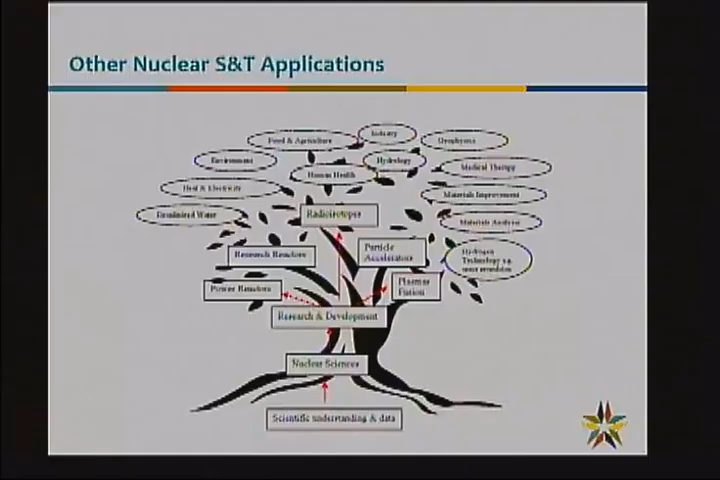 Other Nuclear S&T Applications
Food & Agriculture
Industry
Geophysics
Environment
Hydrology
Human Health
Medical Therapy
Heat & Electricity
Materials Improvement
Desalinated Water
Radioisotopes
Materials Analysis
Research Reactors
Particle
Accelerators
Hydrogen
Technology e.g.
Power Reactors
Plasma
Fusion
Research & Development
Nuclear Sciences
Scientific understanding & data